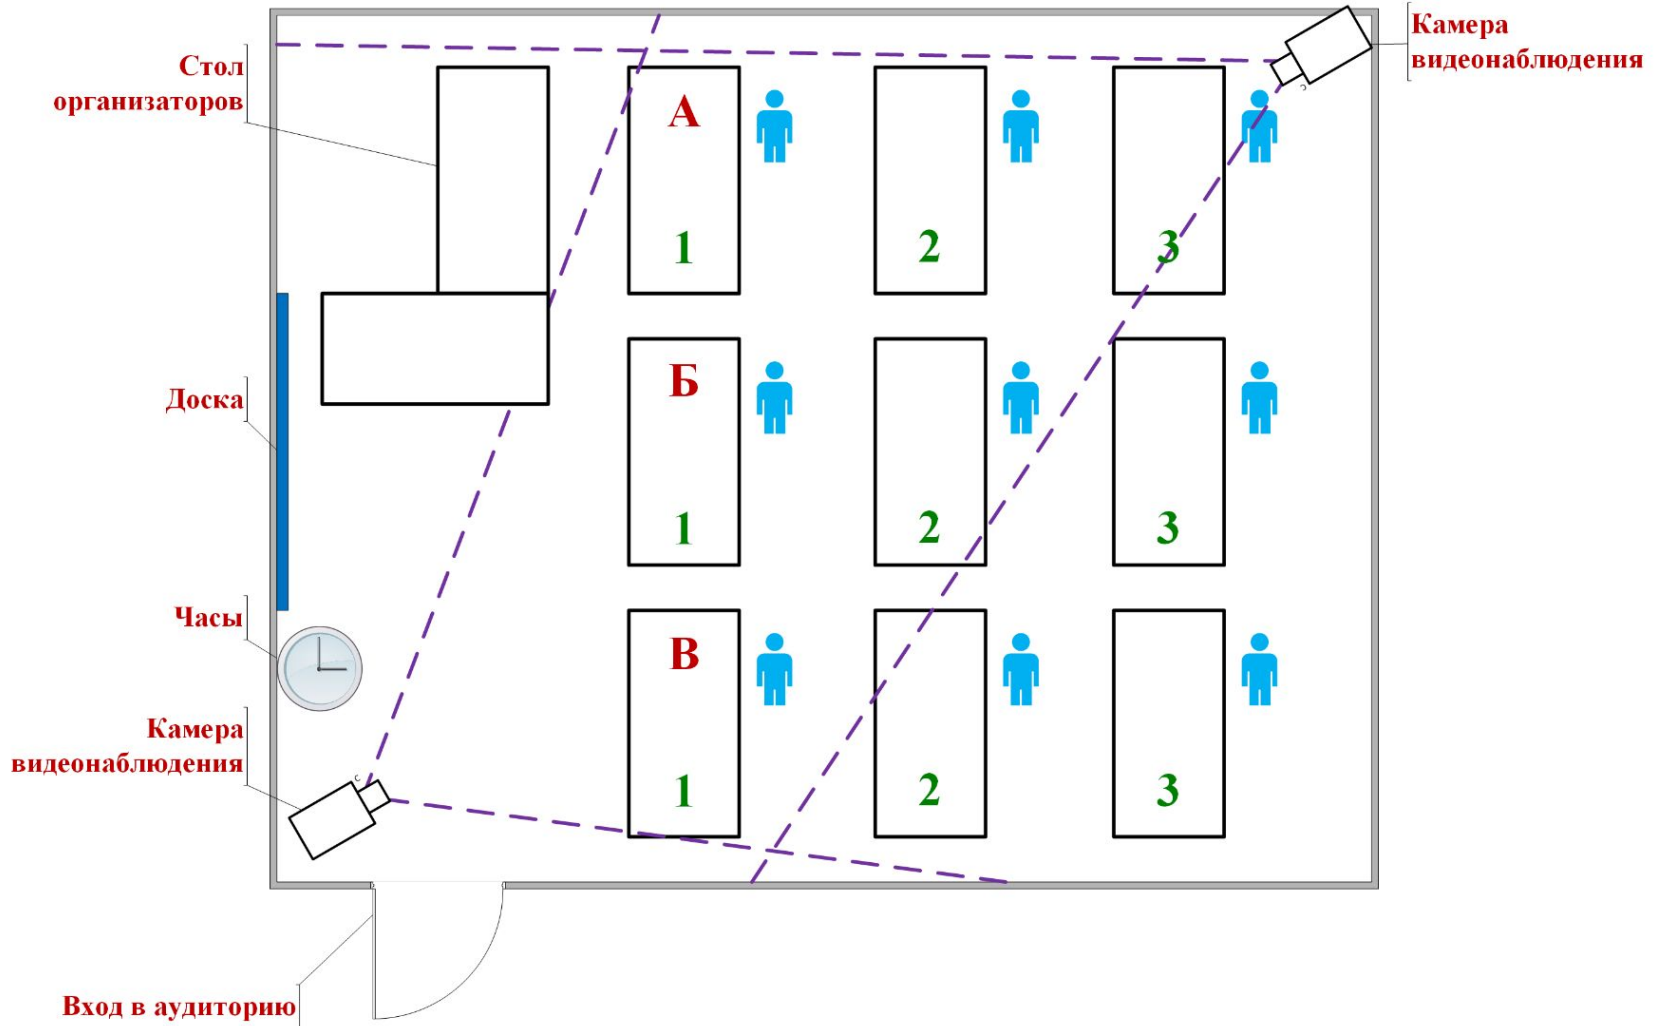 Камера
видеонаблюдения
Стол
организаторов
А
1
2
3
Доска
Б
1
2
3
Часы
В
1
2
3
Камера
видеонаблюдения
Вход в аудиторию